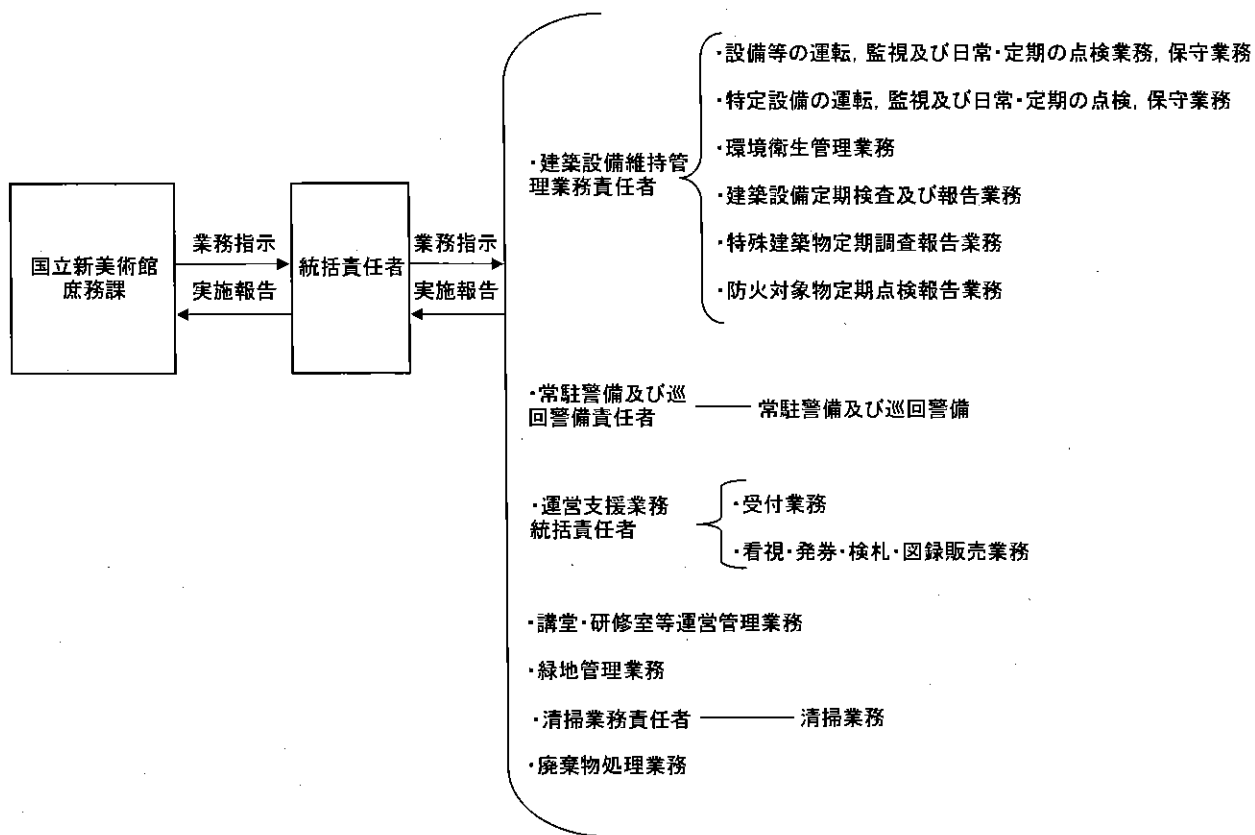 国立新美術館
庶務課
業務指示
実施報告
統括責任者
業務指示
実施報告
・建築設備維持管
理業務責任者
・設備等の運転, 監視及び日常・定期の点検業務, 保守業務
・特定設備の運転, 監視及び日常・定期の点検, 保守業務
・環境衛生管理業務
・建築設備定期検査及び報告業務
・特殊建築物定期調査報告業務
・防火対象物定期点検報告業務
・常駐警備及び巡
回警備責任者
常駐警備及び巡回警備
・運営支援業務
統括責任者
・受付業務
・看視・発券・検札・図録販売業務
・講堂・研修室等運営管理業務
・緑地管理業務
・清掃業務責任者
清掃業務
・廃棄物処理業務